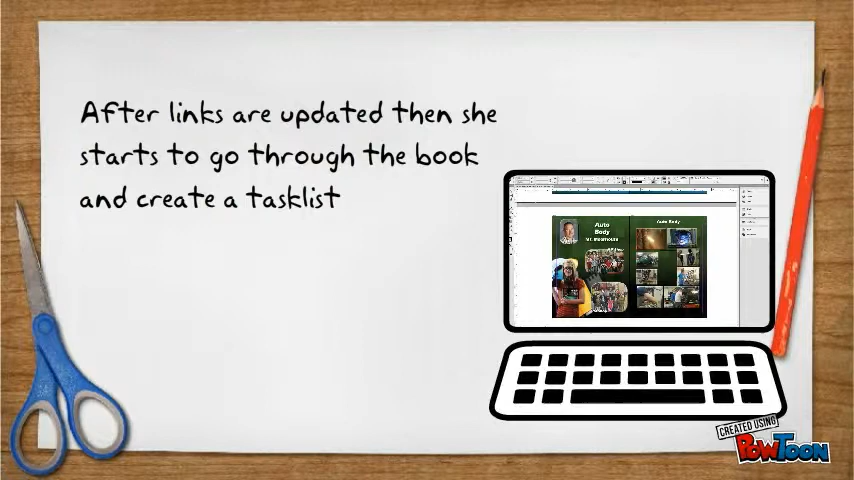 After links are updated then she
starts to go through the book
and create a tasklist
Auto
Body
Auto Body
CREATED USING
POWTOON